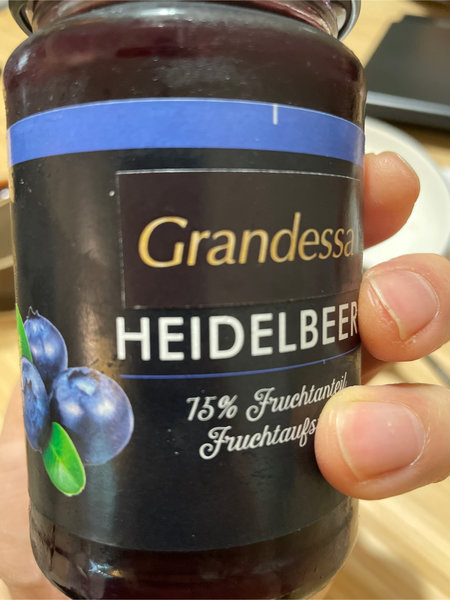 Grandessa
HEIDELBEER
75% Fruchtanteil